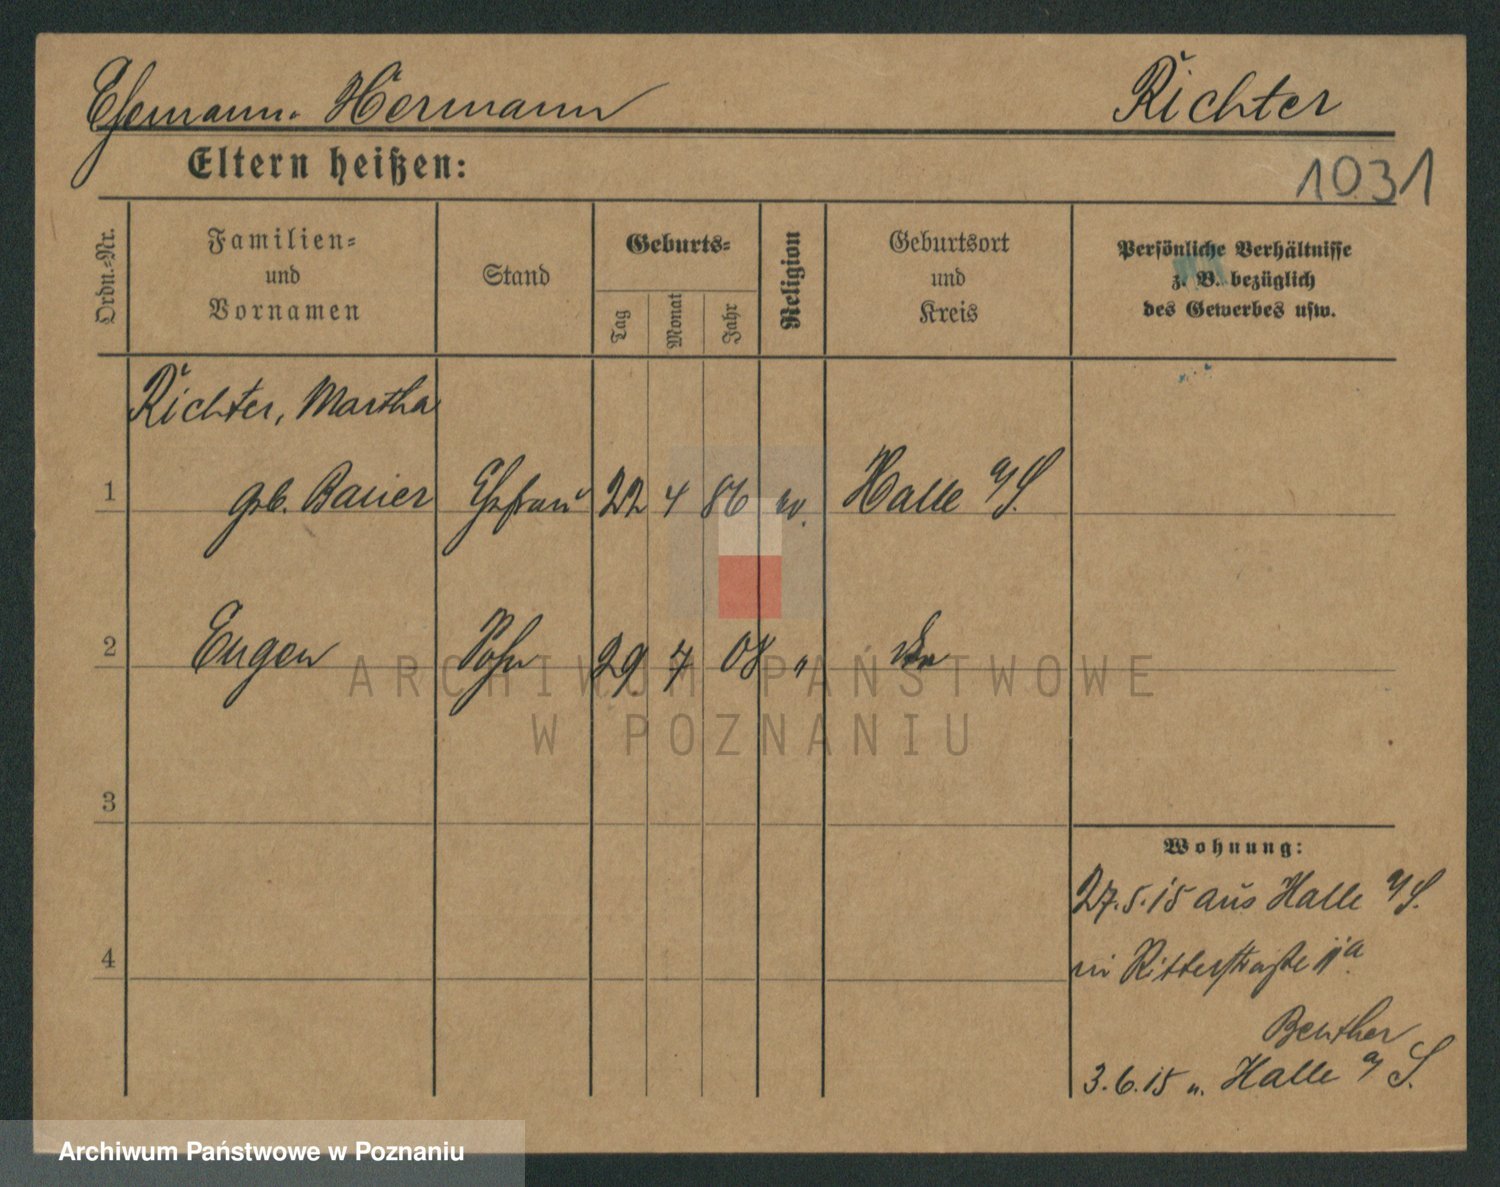 Ehemann. Hermann Richter
Eltern heißen:
1031
Ordn.=Nr.
Familien=
und
Vornamen
Stand
Geburts=
Tag
Monat
Jahr
Religion
Geburtsort
und
Kreis
Persönliche Verhältnisse
z. B. bezüglich
des Gewerbes usw.
Richter, Martha
1 geb. Bauer Ehefrau 22 4 86 Halle a/S.
2 Eugen Sohn 29. 7 08 "
3
4
Wohnung:
27.5.15 aus Halle a/S.
Ritterstraße 11a
3.6.15 n. Halle a/S.
ARCHIWUM PAŃSTWOWE
W POZNANIU
Archiwum Państwowe w Poznaniu